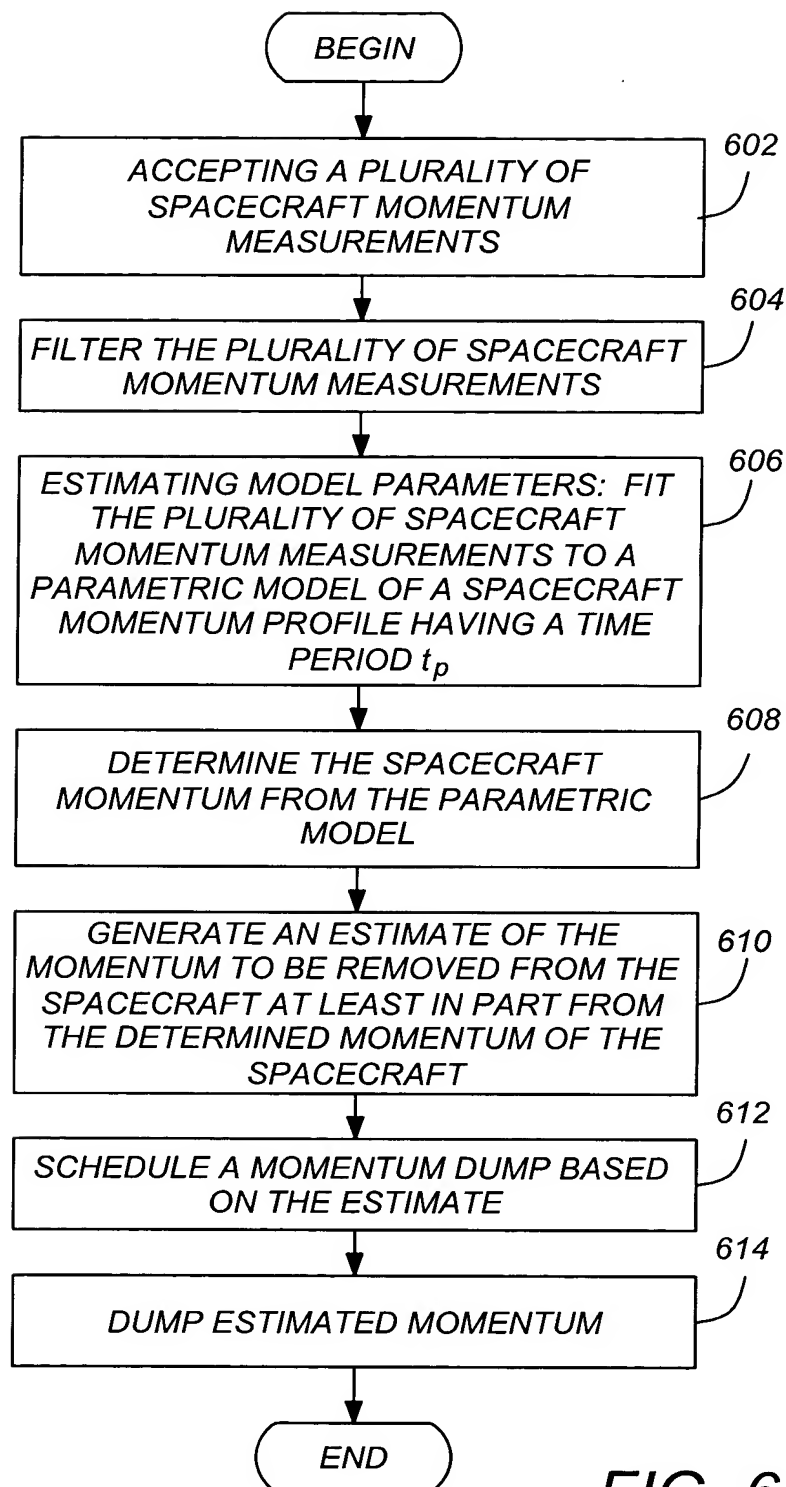 BEGIN
602
ACCEPTING A PLURALITY OF
SPACECRAFT MOMENTUM
MEASUREMENTS
604
FILTER THE PLURALITY OF SPACECRAFT
MOMENTUM MEASUREMENTS
606
ESTIMATING MODEL PARAMETERS: FIT
THE PLURALITY OF SPACECRAFT
MOMENTUM MEASUREMENTS TO A
PARAMETRIC MODEL OF A SPACECRAFT
MOMENTUM PROFILE HAVING A TIME
PERIOD tp
608
DETERMINE THE SPACECRAFT
MOMENTUM FROM THE PARAMETRIC
MODEL
610
GENERATE AN ESTIMATE OF THE
MOMENTUM TO BE REMOVED FROM THE
SPACECRAFT AT LEAST IN PART FROM
THE DETERMINED MOMENTUM OF THE
SPACECRAFT
612
SCHEDULE A MOMENTUM DUMP BASED
ON THE ESTIMATE
614
DUMP ESTIMATED MOMENTUM
END
FIG. 6